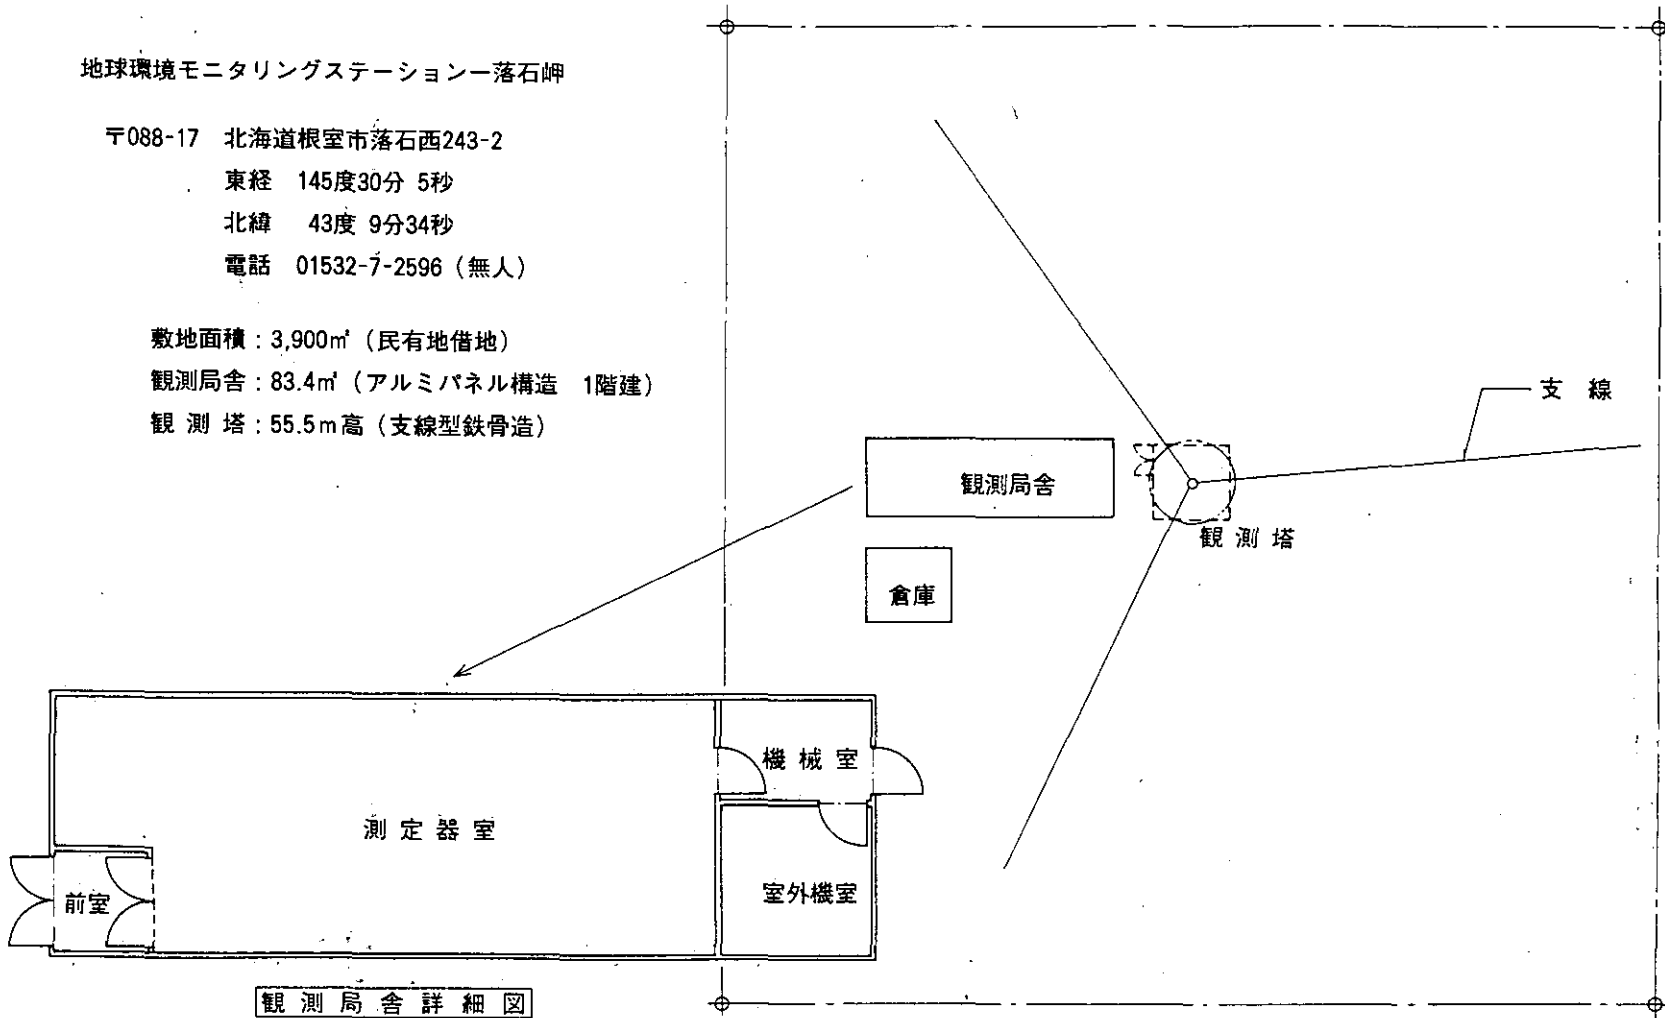 地球環境モニタリングステーションー落石岬
〒088-17 北海道根室市落石西243-2
東経 145度30分 5秒
北緯 43度 9分34秒
電話 01532-7-2596（無人）
敷地面積：3,900㎡（民有地借地）
観測局舎：83.4㎡（アルミパネル構造 1階建）
観 測 塔：55.5ｍ高（支線型鉄骨造）
支 線
観測局舎
観 測 塔
倉庫
機 械 室
測 定 器 室
前室
室外機室
観 測 局 舎 詳 細 図